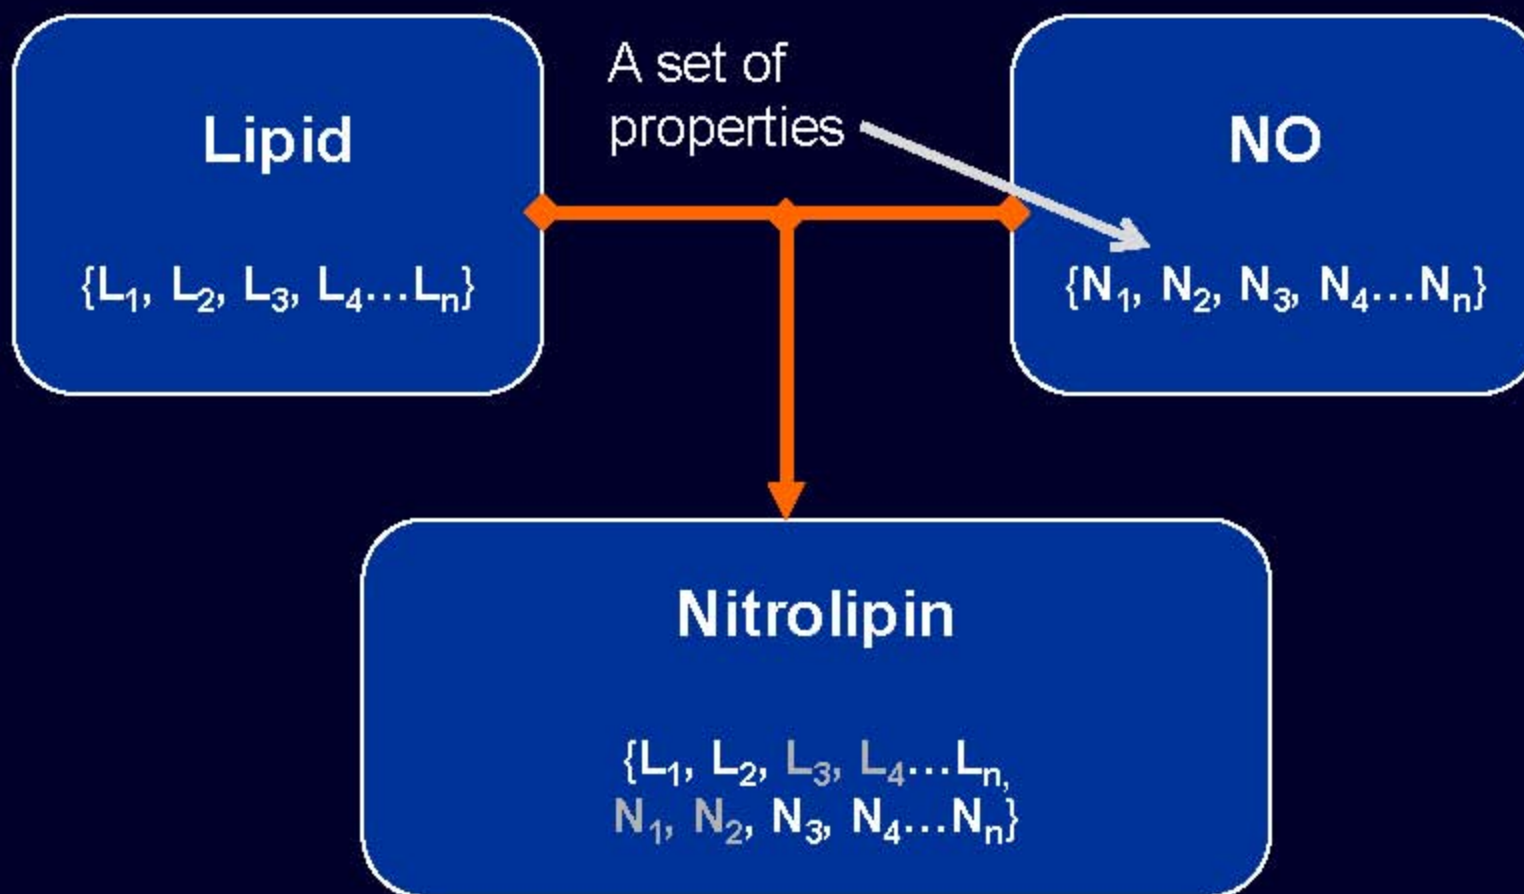 Lipid
{L₁, L₂, L₃, L₄...Lₙ}
A set of
properties
NO
{N₁, N₂, N₃, N₄...Nₙ}
Nitrolipin
{L₁, L₂, L₃, L₄...Lₙ,
N₁, N₂, N₃, N₄...Nₙ}